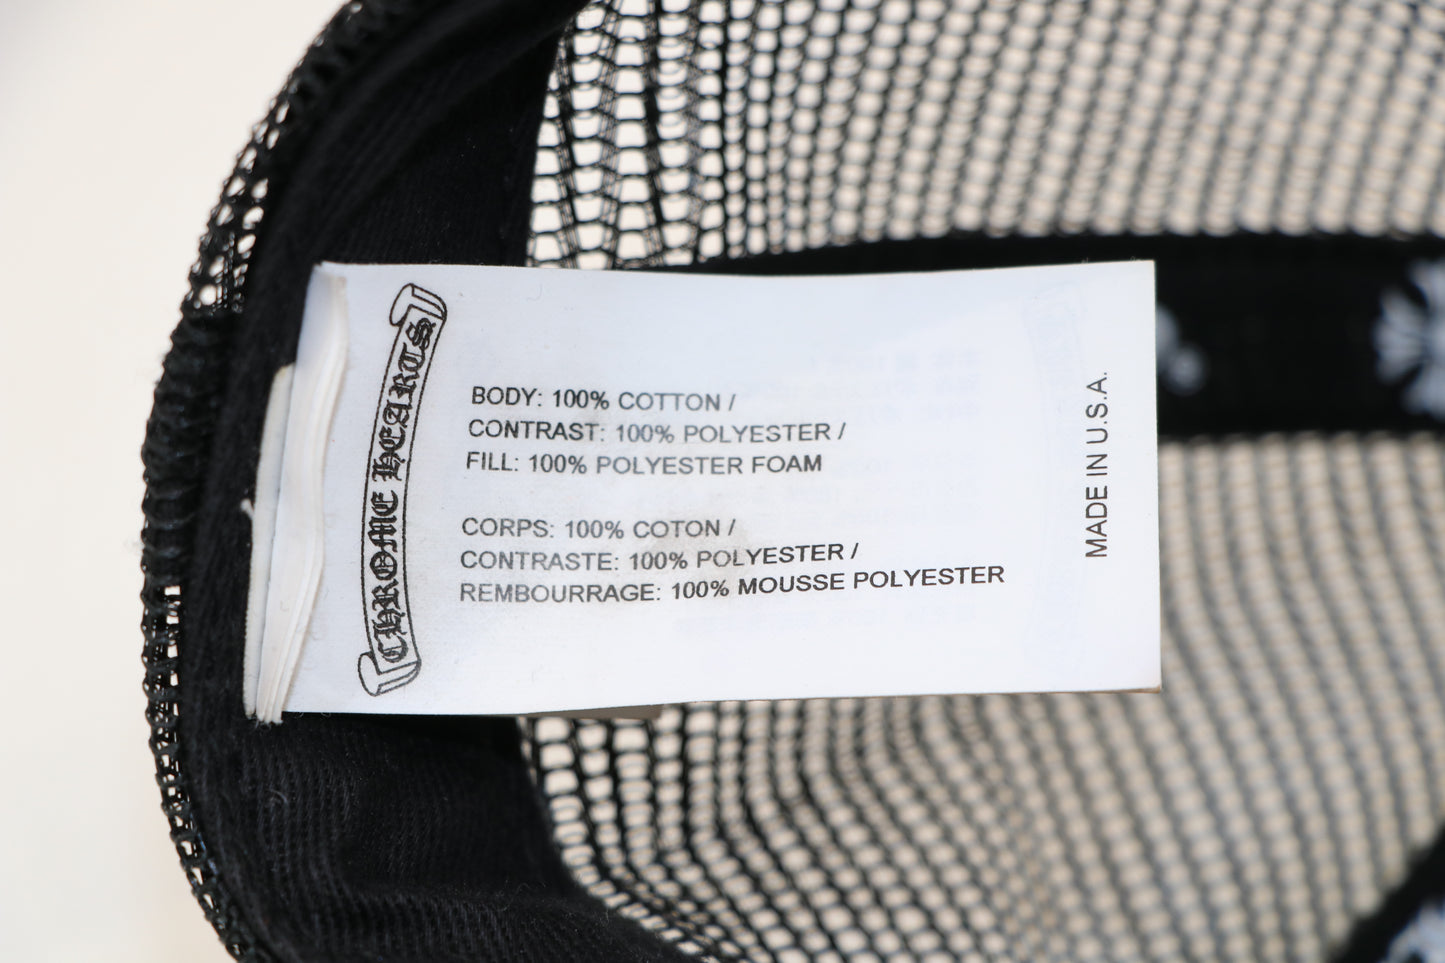 CHROME HEARTS
BODY: 100% COTTON /
CONTRAST: 100% POLYESTER /
FILL: 100% POLYESTER FOAM
CORPS: 100% COTON /
CONTRASTE: 100% POLYESTER /
REMBOURRAGE: 100% MOUSSE POLYESTER
MADE IN U.S.A.